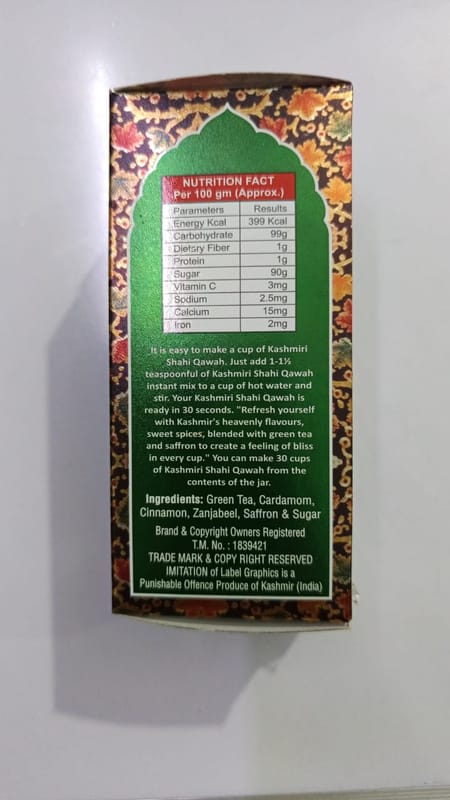 NUTRITION FACT
Per 100 gm (Approx.)
Parameters Results
Energy Kcal 399 Kcal
Carbohydrate 99g
Dietary Fiber 1g
Protein 1g
Sugar 90g
Vitamin C 3mg
Sodium 2.5mg
Calcium 15mg
Iron 2mg
It is easy to make a cup of Kashmiri
Shahi Qawah. Just add 1-1½
teaspoonful of Kashmiri Shahi Qawah
instant mix to a cup of hot water and
stir. Your Kashmiri Shahi Qawah is
ready in 30 seconds. "Refresh yourself
with Kashmir's heavenly flavours,
sweet spices, blended with green tea
and saffron to create a feeling of bliss
in every cup." You can make 30 cups
of Kashmiri Shahi Qawah from the
contents of the jar.
Ingredients: Green Tea, Cardamom,
Cinnamon, Zanjabeel, Saffron & Sugar
Brand & Copyright Owners Registered
T.M. No. : 1839421
TRADE MARK & COPY RIGHT RESERVED
IMITATION of Label Graphics is a
Punishable Offence Produce of Kashmir (India)